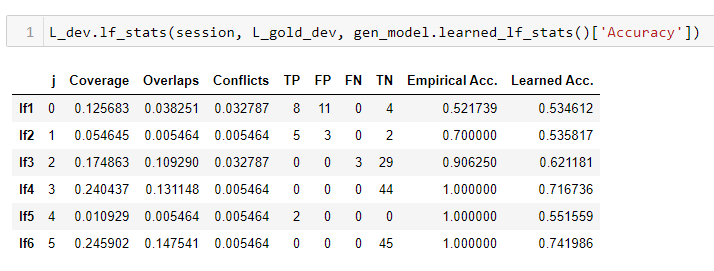 1 L_dev.lf_stats(session, L_gold_dev, gen_model.learned_lf_stats()['Accuracy'])
j Coverage Overlaps Conflicts TP FP FN TN Empirical Acc. Learned Acc.
lf1 0 0.125683 0.038251 0.032787 8 11 0 4 0.521739 0.534612
lf2 1 0.054645 0.005464 0.005464 5 3 0 2 0.700000 0.535817
lf3 2 0.174863 0.109290 0.032787 0 0 3 29 0.906250 0.621181
lf4 3 0.240437 0.131148 0.005464 0 0 0 44 1.000000 0.716736
lf5 4 0.010929 0.005464 0.005464 2 0 0 0 1.000000 0.551559
lf6 5 0.245902 0.147541 0.005464 0 0 0 45 1.000000 0.741986